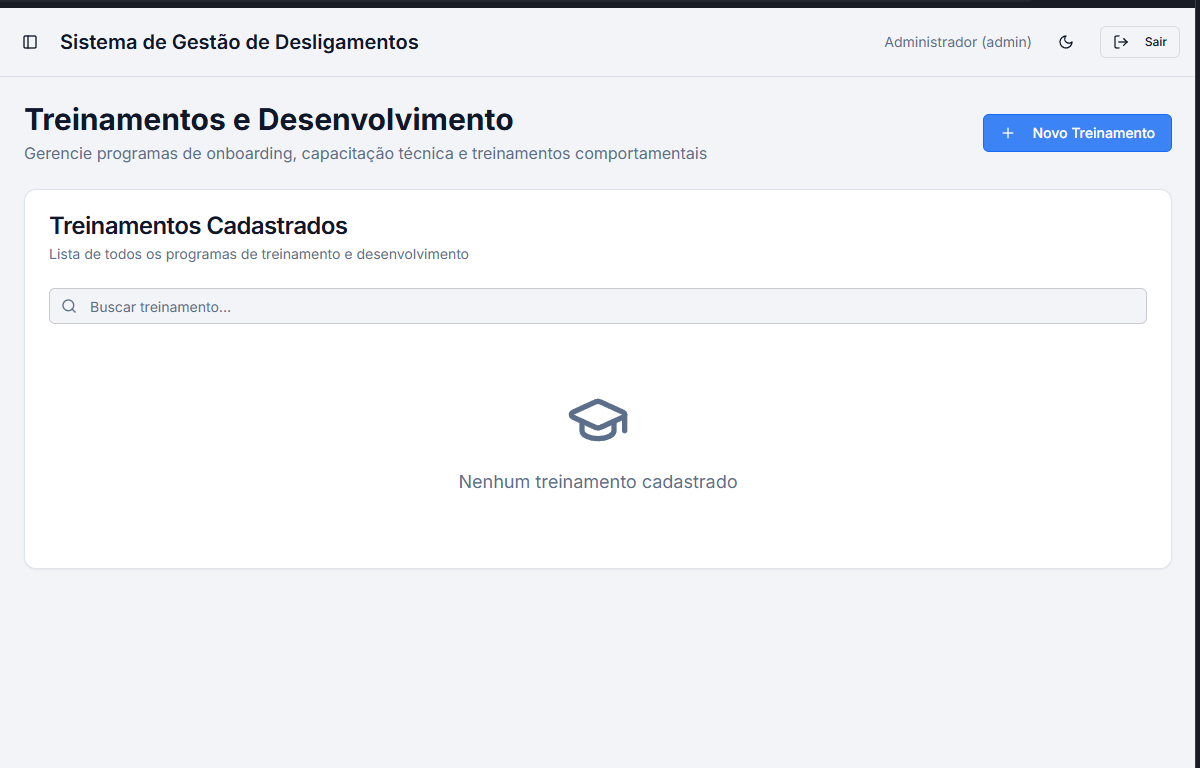 Sistema de Gestão de Desligamentos
Administrador (admin)
Sair
Treinamentos e Desenvolvimento
Gerencie programas de onboarding, capacitação técnica e treinamentos comportamentais
Novo Treinamento
Treinamentos Cadastrados
Lista de todos os programas de treinamento e desenvolvimento
Buscar treinamento...
Nenhum treinamento cadastrado